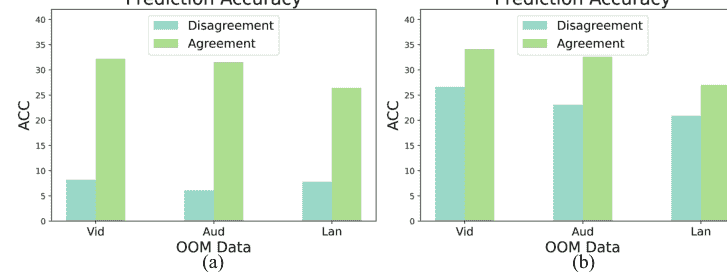 Prediction Accuracy
Disagreement
Agreement
40
35
30
25
20
15
10
5
0
ACC
Vid Aud Lan
OOM Data
(a)
Prediction Accuracy
Disagreement
Agreement
40
35
30
25
20
15
10
5
0
ACC
Vid Aud Lan
OOM Data
(b)